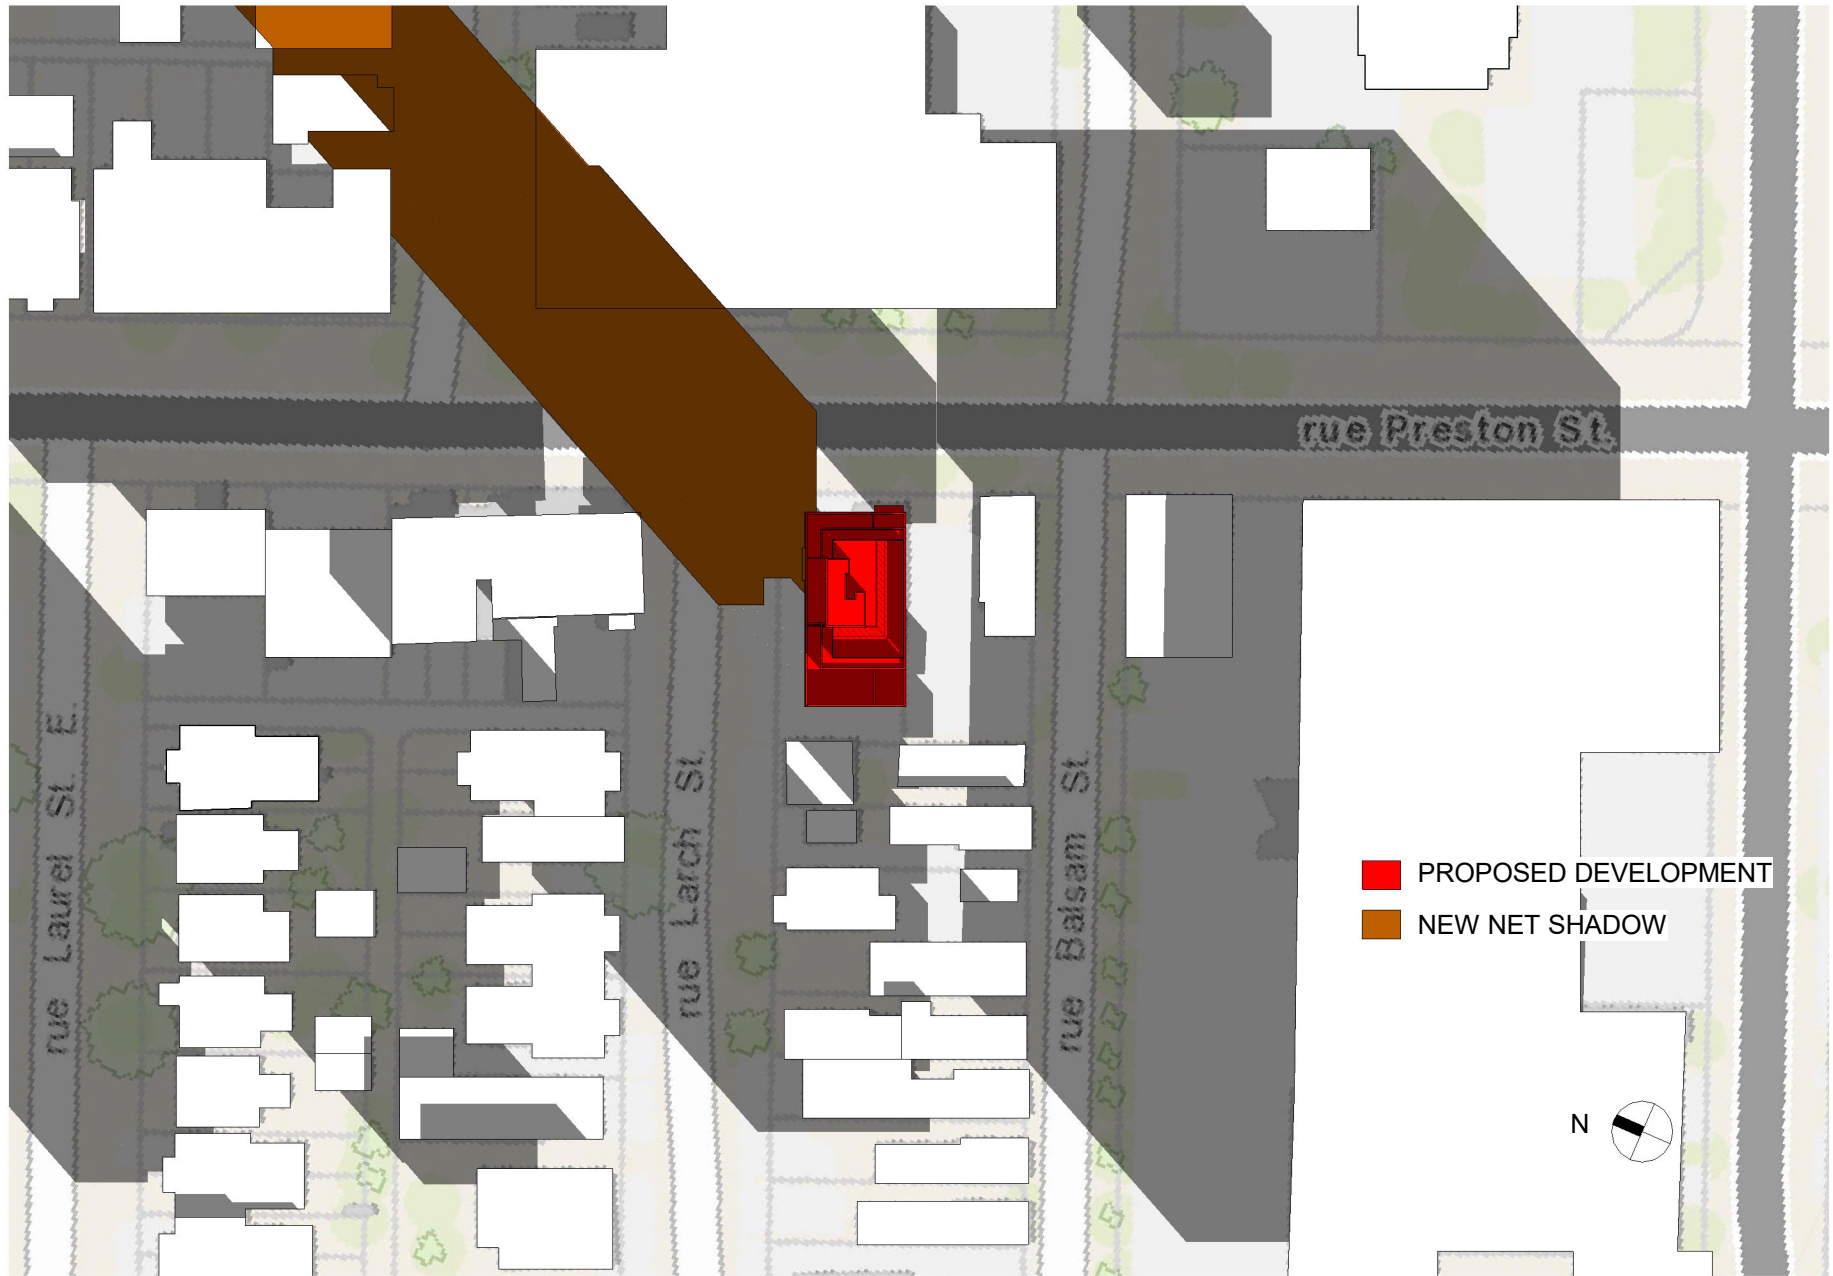 rue Preston St.
rue Laurel St. E.
rue Larch St.
rue Balsam St.
PROPOSED DEVELOPMENT
NEW NET SHADOW
N